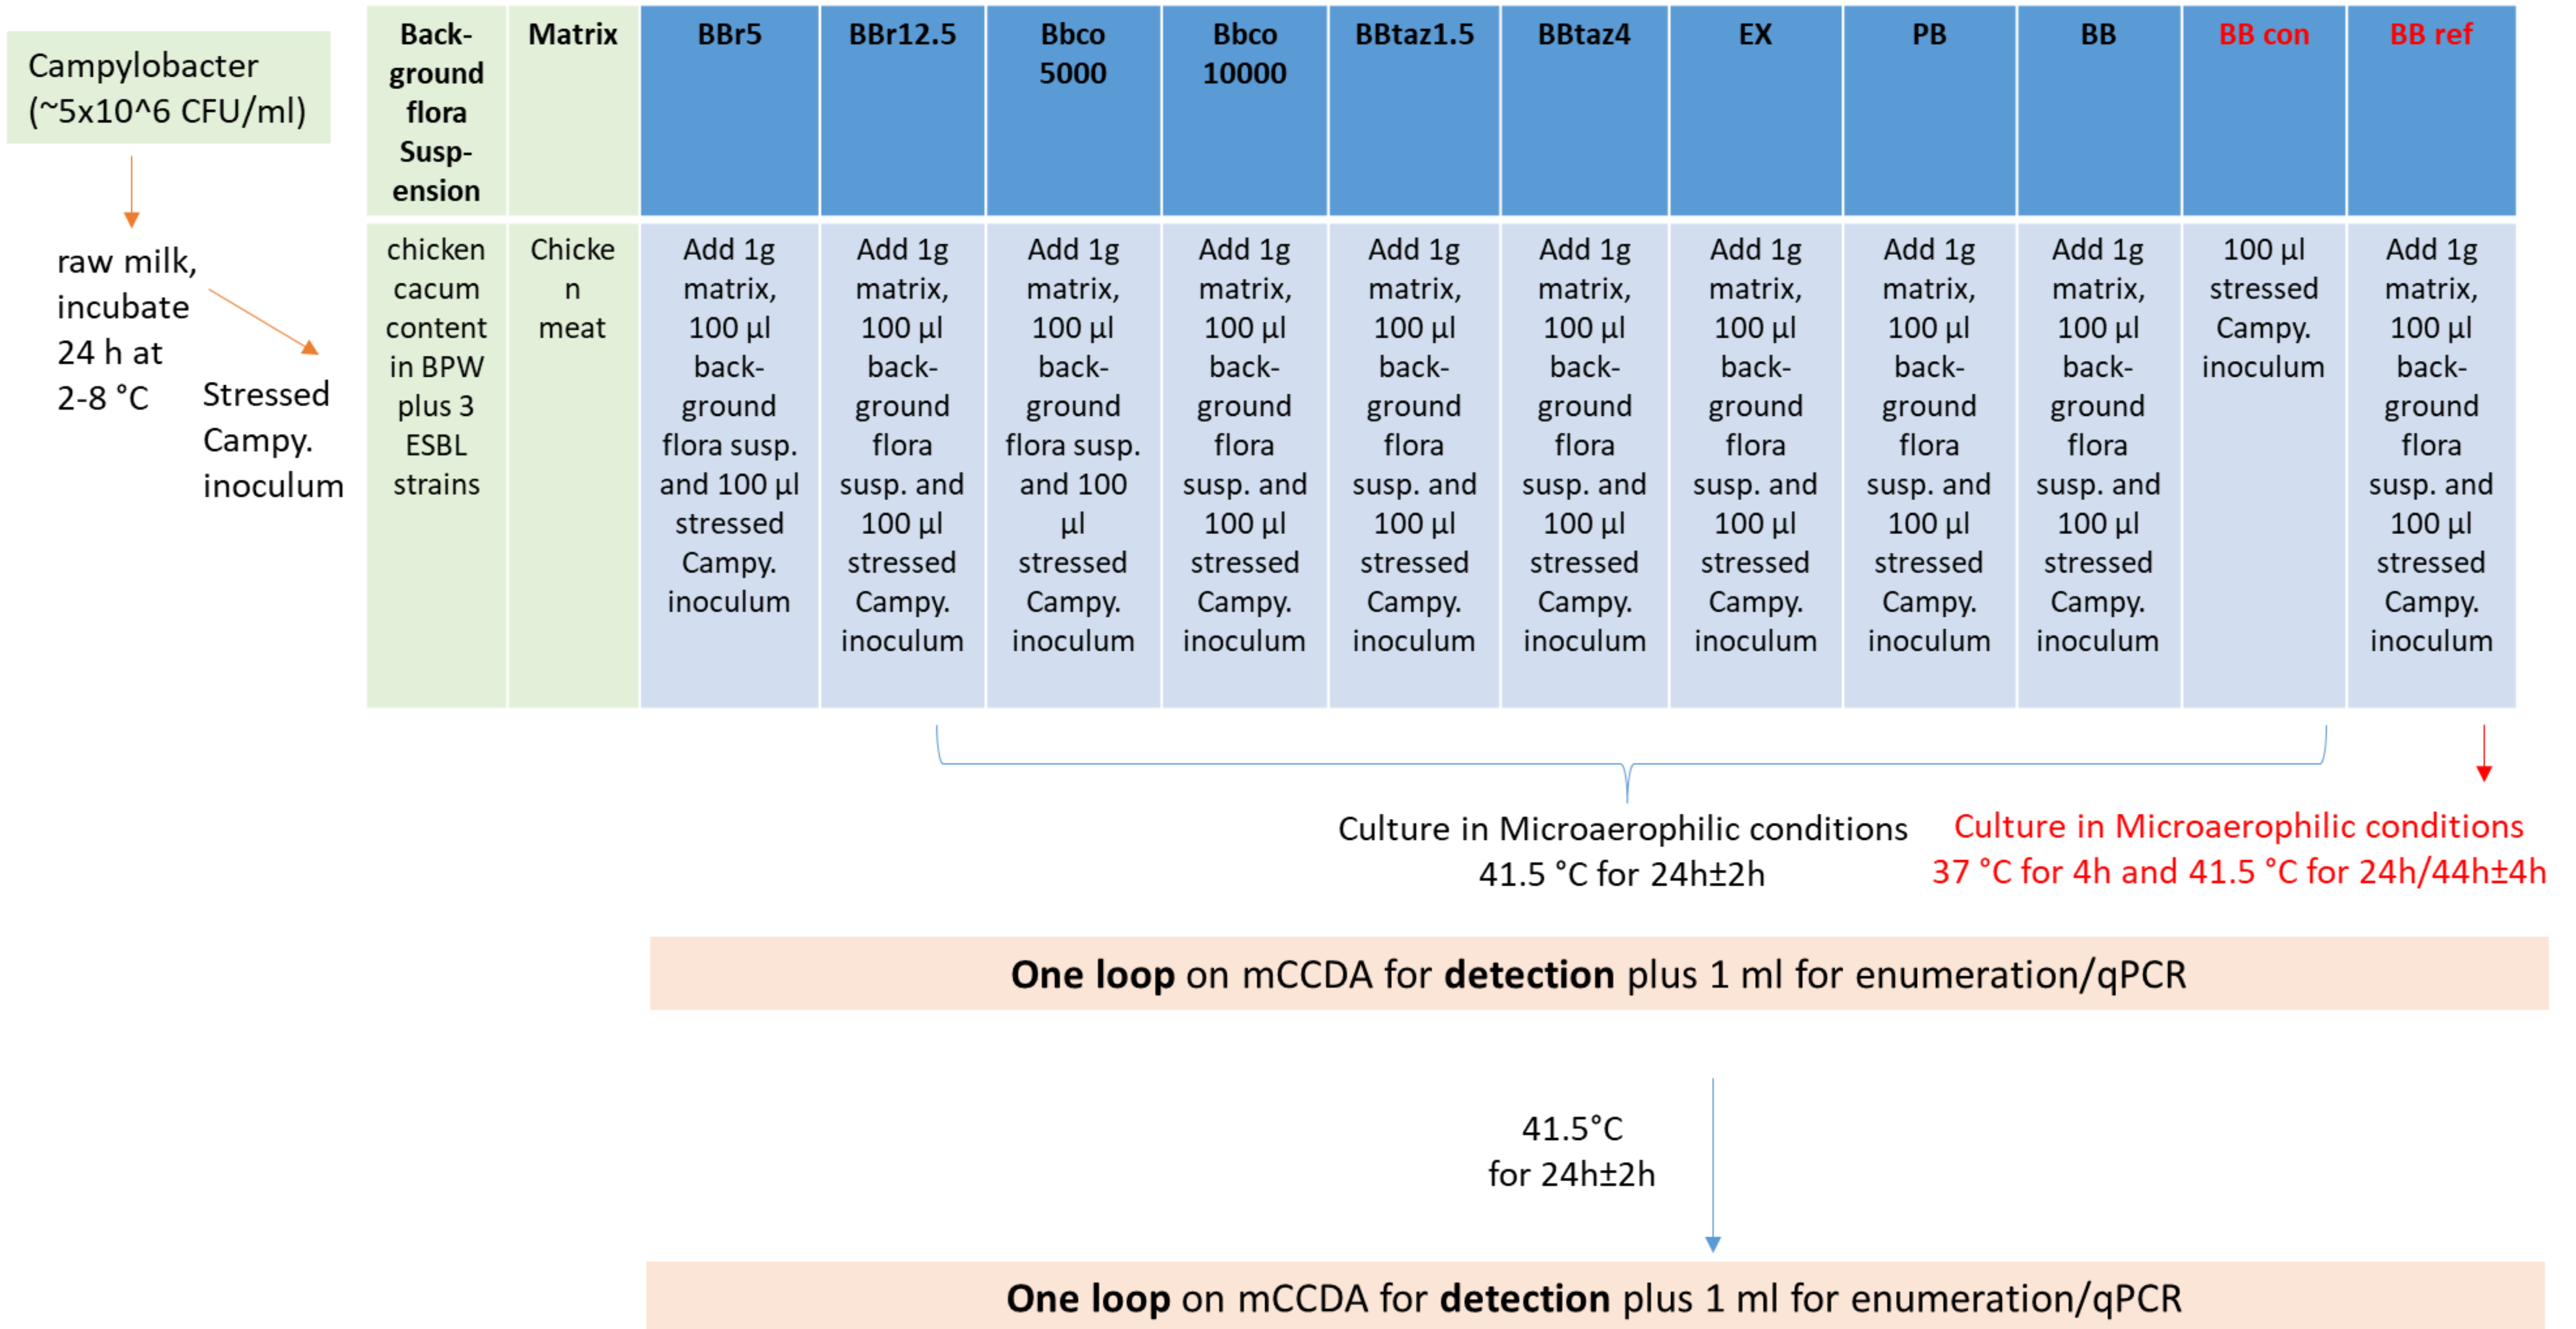 Campylobacter
(~5x10^6 CFU/ml)
raw milk,
incubate
24 h at
2-8 °C
Stressed
Campy.
inoculum
Back-
ground
flora
Susp-
ension
Matrix
BBr5
BBr12.5
Bbco
5000
Bbco
10000
BBtaz1.5
BBtaz4
EX
PB
BB
BB con
BB ref
chicken
cacum
content
in BPW
plus 3
ESBL
strains
Chicke
n
meat
Add 1g
matrix,
100 µl
back-
ground
flora susp.
and 100 µl
stressed
Campy.
inoculum
Add 1g
matrix,
100 µl
back-
ground
flora
susp. and
100 µl
stressed
Campy.
inoculum
Add 1g
matrix,
100 µl
back-
ground
flora susp.
and 100
µl
stressed
Campy.
inoculum
Add 1g
matrix,
100 µl
back-
ground
flora
susp. and
100 µl
stressed
Campy.
inoculum
Add 1g
matrix,
100 µl
back-
ground
flora
susp. and
100 µl
stressed
Campy.
inoculum
Add 1g
matrix,
100 µl
back-
ground
flora
susp. and
100 µl
stressed
Campy.
inoculum
Add 1g
matrix,
100 µl
back-
ground
flora
susp. and
100 µl
stressed
Campy.
inoculum
Add 1g
matrix,
100 µl
back-
ground
flora
susp. and
100 µl
stressed
Campy.
inoculum
Add 1g
matrix,
100 µl
back-
ground
flora
susp. and
100 µl
stressed
Campy.
inoculum
100 µl
stressed
Campy.
inoculum
Add 1g
matrix,
100 µl
back-
ground
flora
susp. and
100 µl
stressed
Campy.
inoculum
Culture in Microaerophilic conditions
41.5 °C for 24h±2h
Culture in Microaerophilic conditions
37 °C for 4h and 41.5 °C for 24h/44h±4h
One loop on mCCDA for detection plus 1 ml for enumeration/qPCR
41.5°C
for 24h±2h
One loop on mCCDA for detection plus 1 ml for enumeration/qPCR